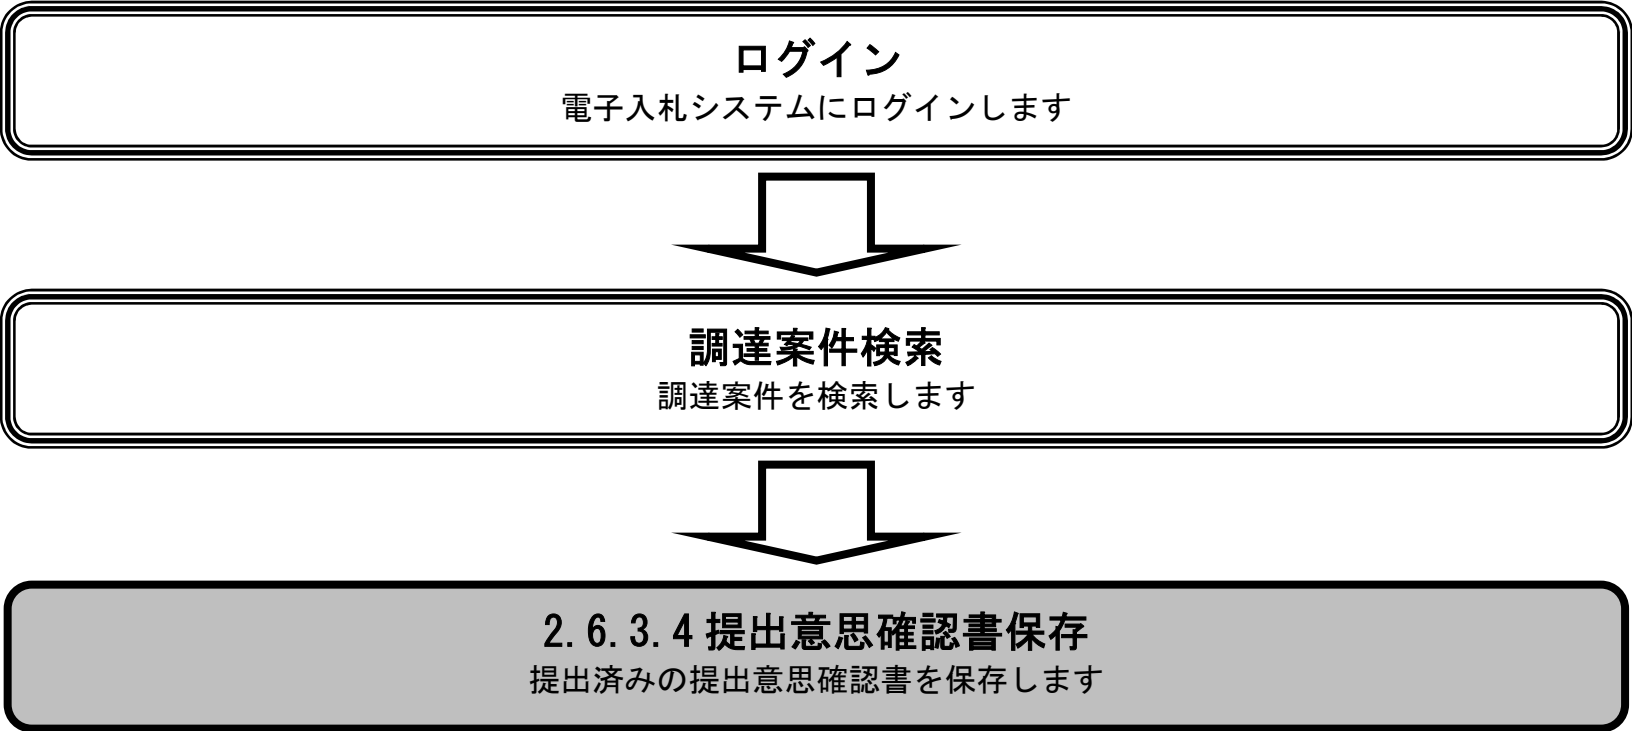 ログイン
電子入札システムにログインします
調達案件検索
調達案件を検索します
2.6.3.4提出意思確認書保存
提出済みの提出意思確認書を保存します